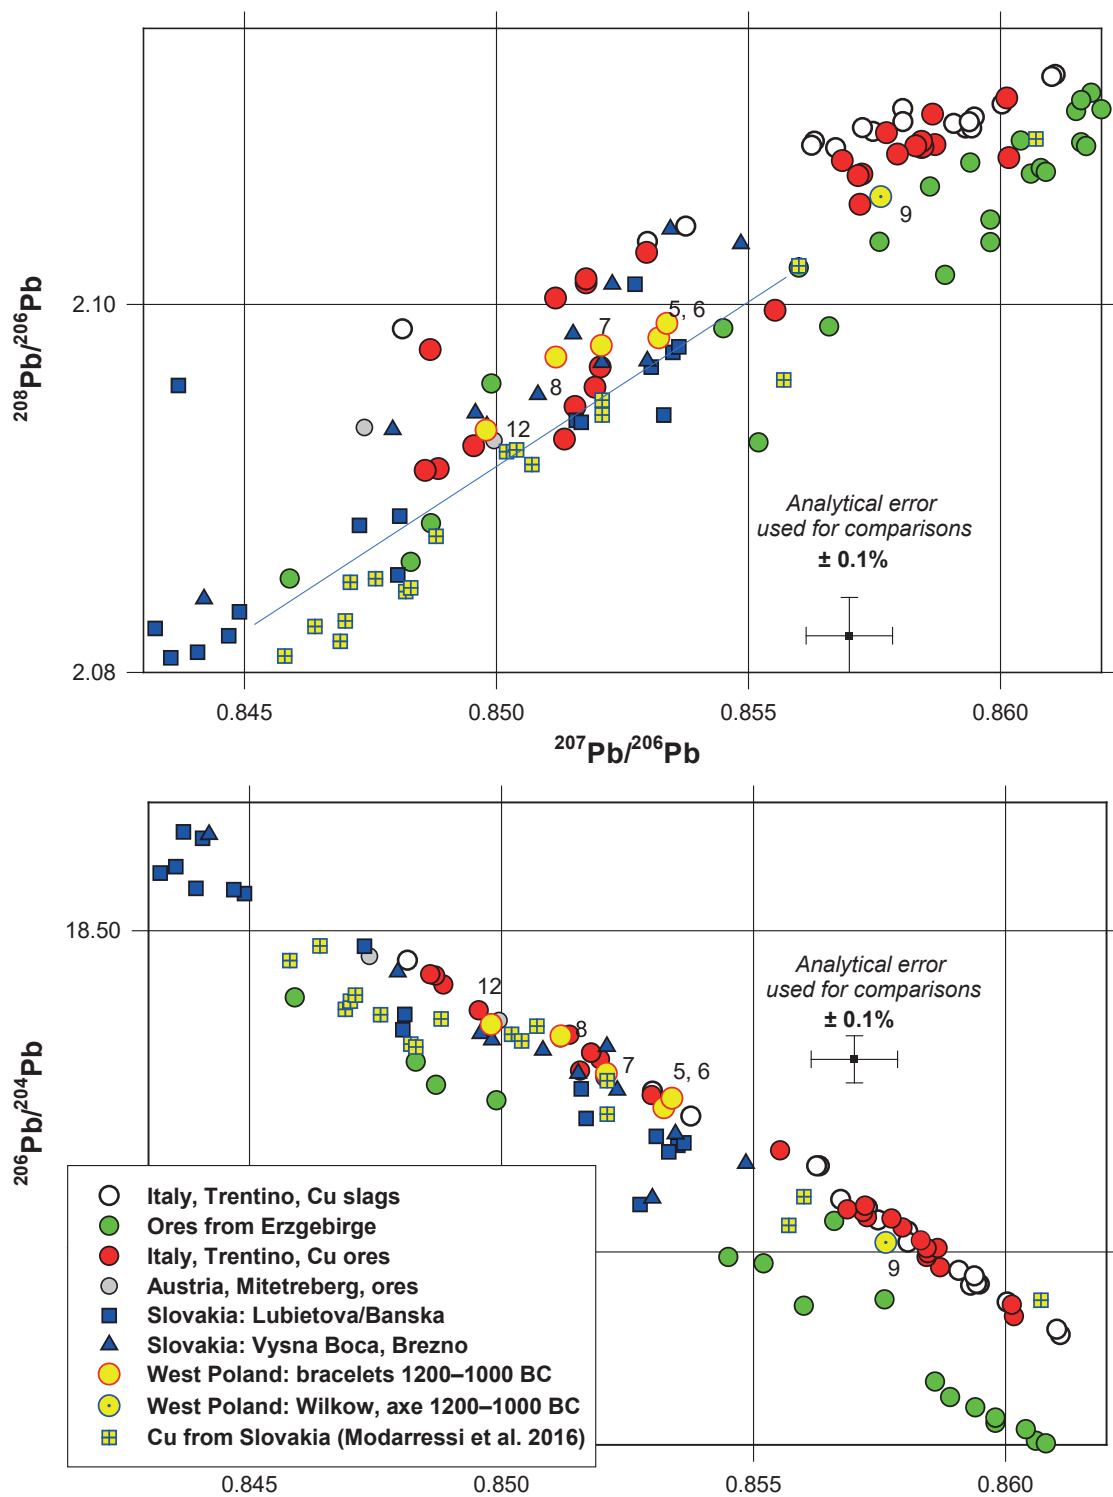 ²⁰⁸Pb/²⁰⁶Pb
2.10
2.08
5, 6
7
8
9
12
Analytical error
used for comparisons
± 0.1%
0.845
0.850
0.855
0.860
²⁰⁷Pb/²⁰⁶Pb
²⁰⁶Pb/²⁰⁴Pb
18.50
12
8
7
5, 6
9
Analytical error
used for comparisons
± 0.1%
Italy, Trentino, Cu slags
Ores from Erzgebirge
Italy, Trentino, Cu ores
Austria, Mitetreberg, ores
Slovakia: Lubietova/Banska
Slovakia: Vysna Boca, Brezno
West Poland: bracelets 1200–1000 BC
West Poland: Wilkow, axe 1200–1000 BC
Cu from Slovakia (Modarressi et al. 2016)
0.845
0.850
0.855
0.860